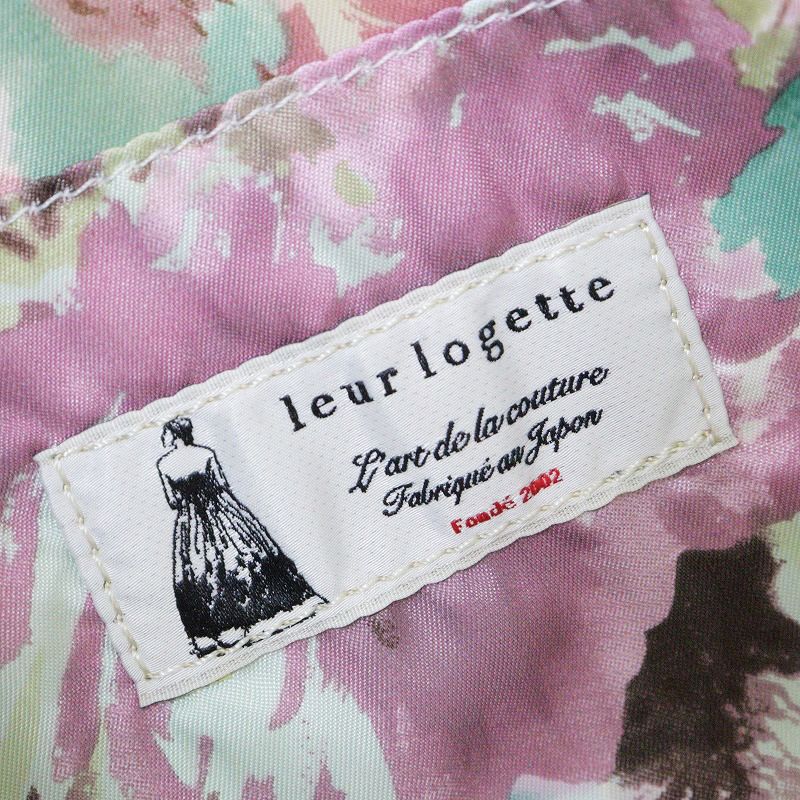 leur logette
L'art de la couture
Fabriqué au Japon
Fondé 2002